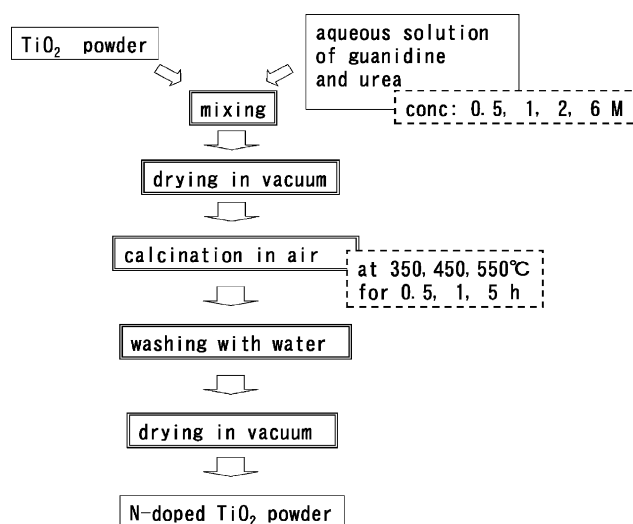 TiO₂ powder
aqueous solution
of guanidine
and urea
conc: 0.5, 1, 2, 6 M
mixing
drying in vacuum
calcination in air
at 350, 450, 550℃
for 0.5, 1, 5 h
washing with water
drying in vacuum
N-doped TiO₂ powder